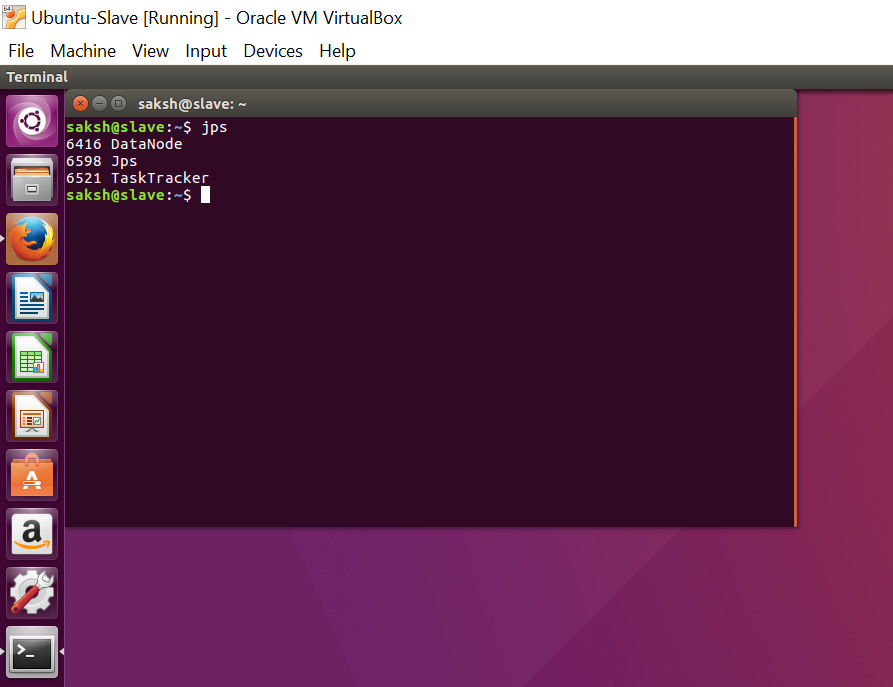 Ubuntu-Slave [Running] - Oracle VM VirtualBox
File Machine View Input Devices Help
Terminal
saksh@slave: ~
saksh@slave:~$ jps
6416 DataNode
6598 Jps
6521 TaskTracker
saksh@slave:~$
64
A
a
>_